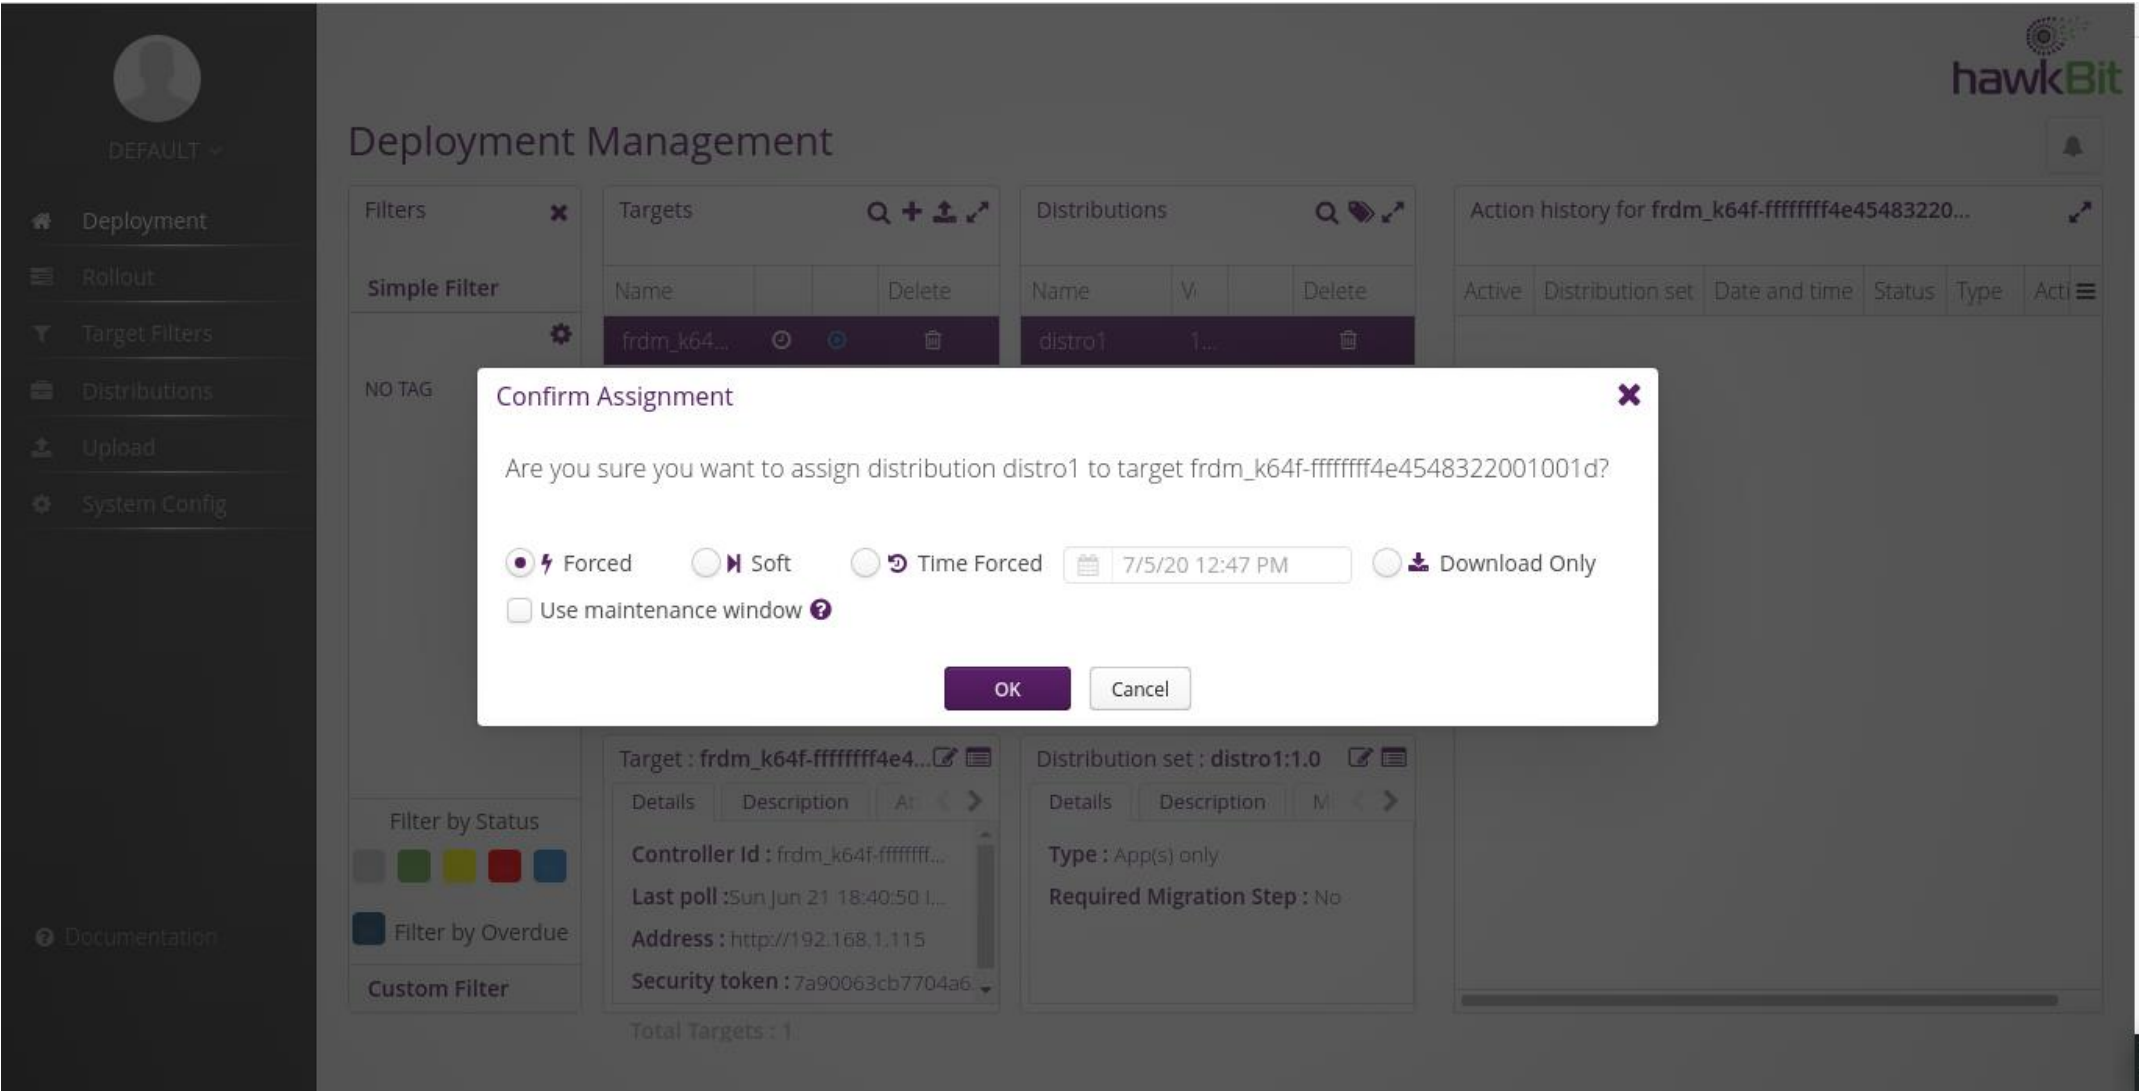 hawkBit
DEFAULT
Deployment Management
Deployment
Rollout
Target Filters
Distributions
Upload
System Config
Documentation
Filters
Simple Filter
NO TAG
Filter by Status
Filter by Overdue
Custom Filter
Targets
Name Delete
frdm_k64...
Distributions
Name Delete
distro1 1...
Action history for frdm_k64f-ffffffff4e45483220...
Active Distribution set Date and time Status Type Acti
Confirm Assignment
Are you sure you want to assign distribution distro1 to target frdm_k64f-ffffffff4e4548322001001d?
Forced Soft Time Forced 7/5/20 12:47 PM Download Only
Use maintenance window ?
OK Cancel
Target : frdm_k64f-ffffffff4e4...
Details Description
Controller Id : frdm_k64f-ffffffff...
Last poll :Sun Jun 21 18:40:50 I...
Address : http://192.168.1.115
Security token : 7a90063cb7704a6
Total Targets : 1
Distribution set : distro1:1.0
Details Description M
Type : App(s) only
Required Migration Step : No